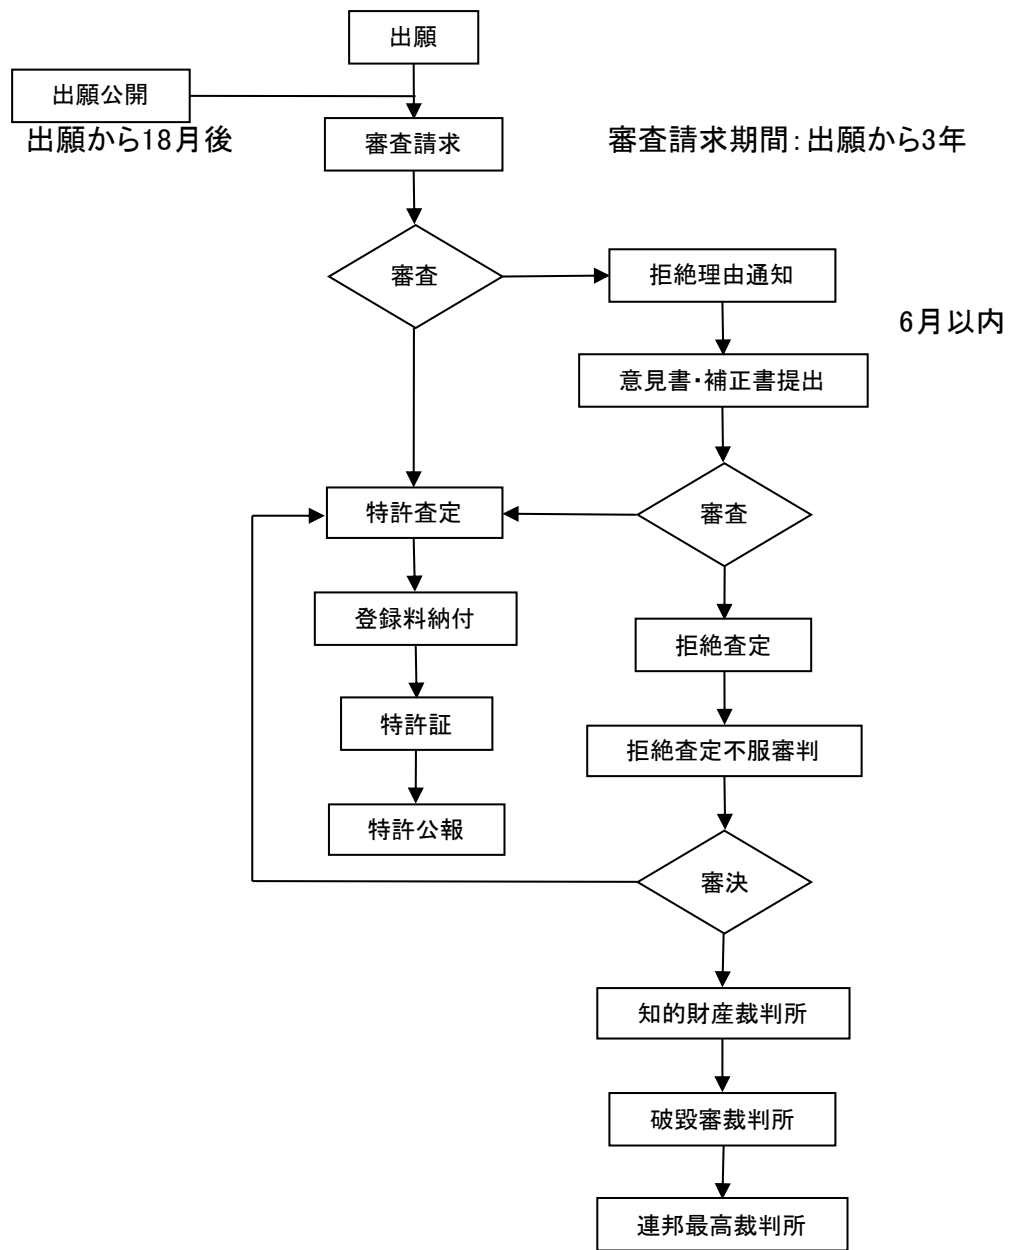 出願
出願公開
出願から18月後
審査請求
審査請求期間:出願から3年
審査
拒絶理由通知
6月以内
意見書・補正書提出
特許査定
審査
登録料納付
拒絶査定
特許証
拒絶査定不服審判
特許公報
審決
知的財産裁判所
破毀審裁判所
連邦最高裁判所